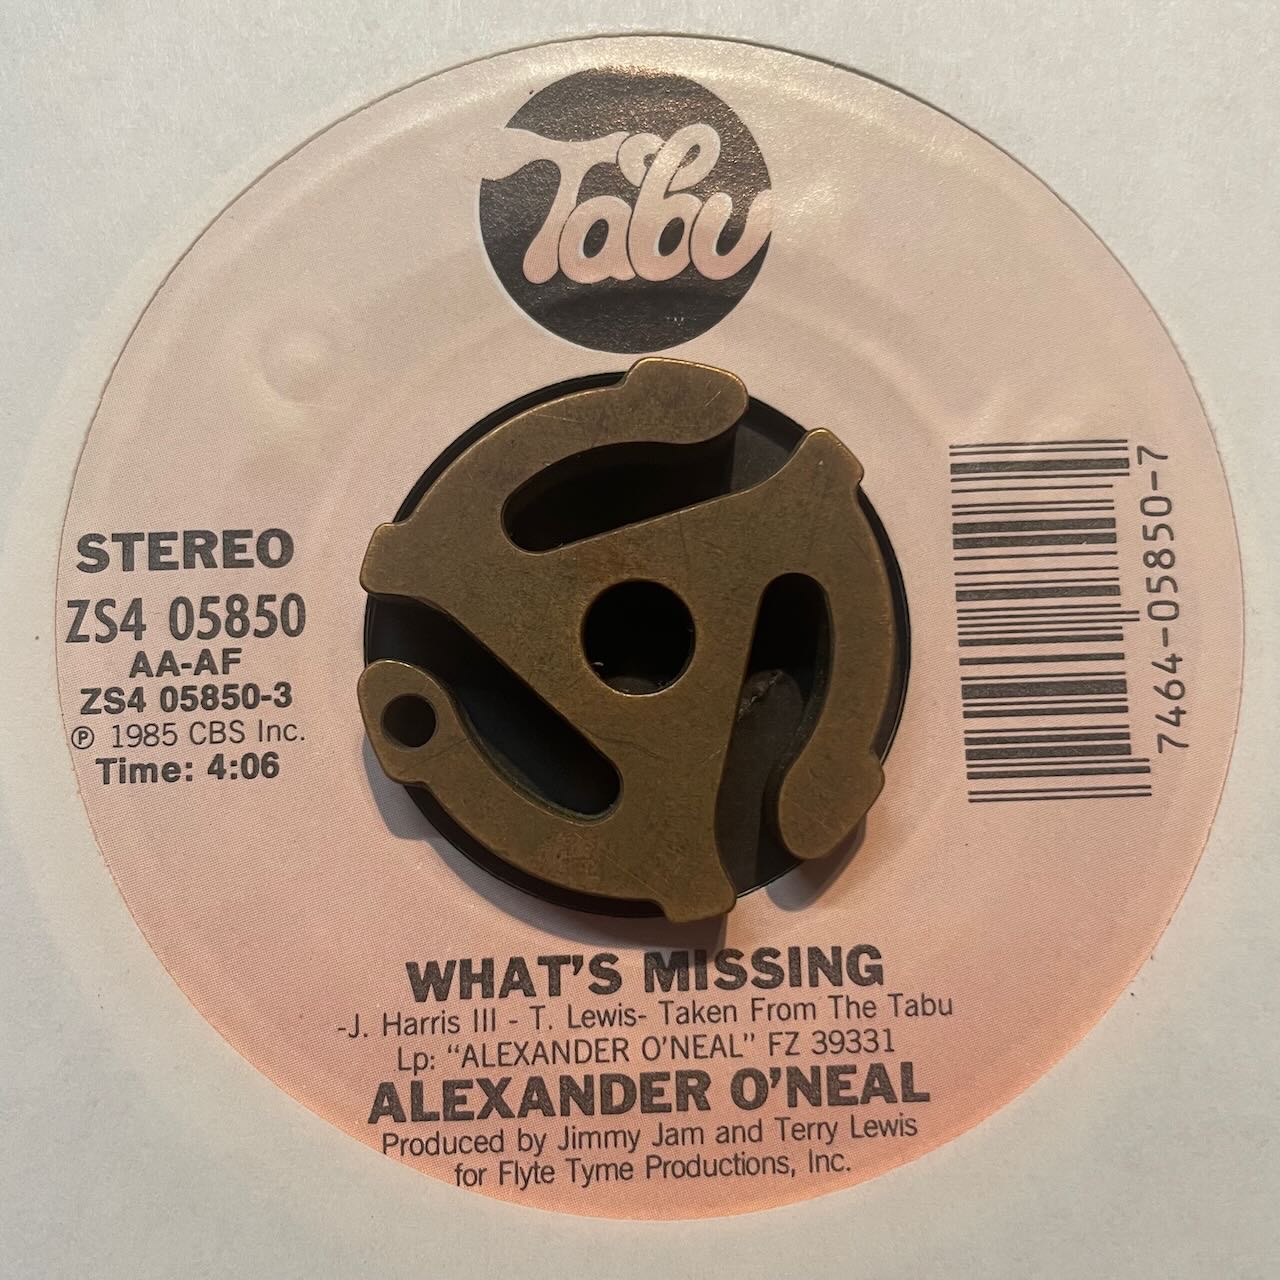 Tabu
STEREO
ZS4 05850
AA-AF
ZS4 05850-3
℗ 1985 CBS Inc.
Time: 4:06
7464-05850-7
WHAT'S MISSING
-J. Harris III - T. Lewis- Taken From The Tabu
Lp: "ALEXANDER O'NEAL" FZ 39331
ALEXANDER O'NEAL
Produced by Jimmy Jam and Terry Lewis
for Flyte Tyme Productions, Inc.